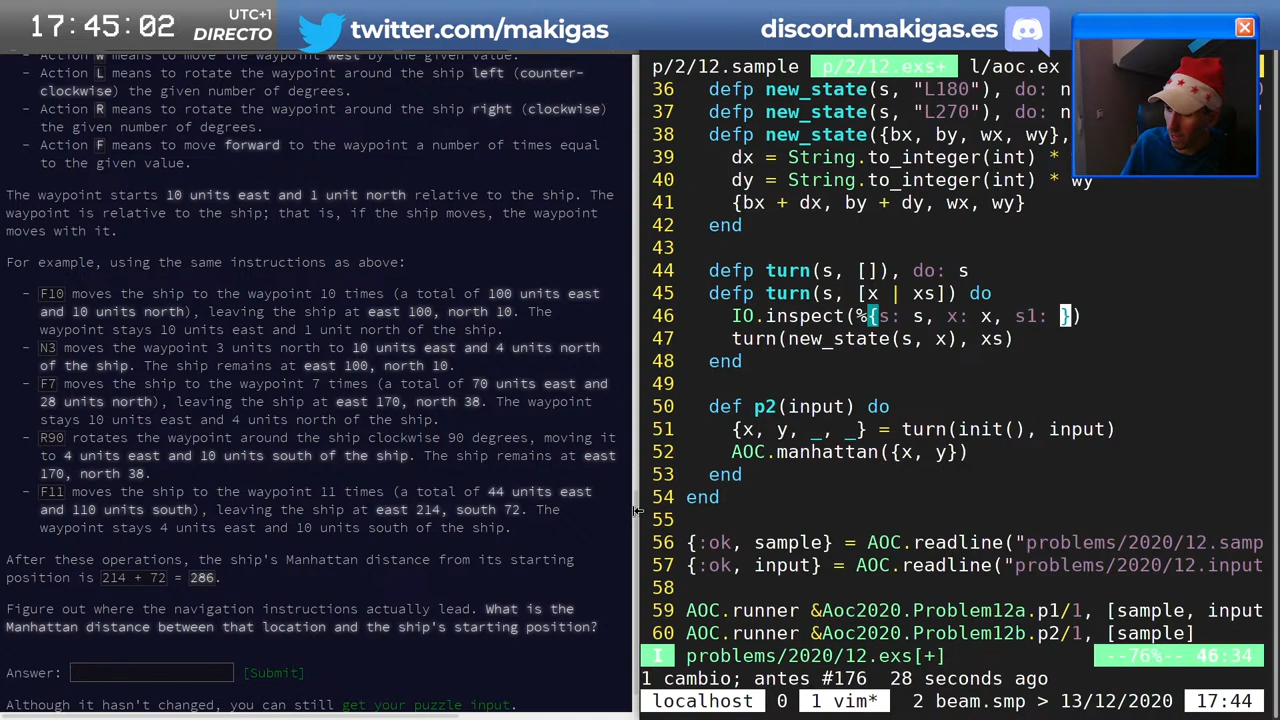 17:45:02
UTC+1
DIRECTO
twitter.com/makigas
discord.makigas.es
clockwise) the given number of degrees.
- Action L means to rotate the waypoint around the ship left (counter-
- Action R means to rotate the waypoint around the ship right (clockwise)
the given number of degrees.
- Action F means to move forward to the waypoint a number of times equal
to the given value.
The waypoint starts 10 units east and 1 unit north relative to the ship. The
waypoint is relative to the ship; that is, if the ship moves, the waypoint
moves with it.
For example, using the same instructions as above:
- F10 moves the ship to the waypoint 10 times (a total of 100 units east
and 10 units north), leaving the ship at east 100, north 10. The
waypoint stays 10 units east and 1 unit north of the ship.
- N3 moves the waypoint 3 units north to 10 units east and 4 units north
of the ship. The ship remains at east 100, north 10.
- F7 moves the ship to the waypoint 7 times (a total of 70 units east and
28 units north), leaving the ship at east 170, north 38. The waypoint
stays 10 units east and 4 units north of the ship.
- R90 rotates the waypoint around the ship clockwise 90 degrees, moving it
to 4 units east and 10 units south of the ship. The ship remains at east
170, north 38.
- F11 moves the ship to the waypoint 11 times (a total of 44 units east
and 110 units south), leaving the ship at east 214, south 72. The
waypoint stays 4 units east and 10 units south of the ship.
After these operations, the ship's Manhattan distance from its starting
position is 214 + 72 = 286.
Figure out where the navigation instructions actually lead. What is the
Manhattan distance between that location and the ship's starting position?
Answer: [Submit]
Although it hasn't changed, you can still get your puzzle input.
p/2/12.sample p/2/12.exs+ l/aoc.ex
36 defp new_state(s, "L180"), do: n
37 defp new_state(s, "L270"), do: n
38 defp new_state({bx, by, wx, wy},
39 dx = String.to_integer(int) *
40 dy = String.to_integer(int) * wy
41 {bx + dx, by + dy, wx, wy}
42 end
43
44 defp turn(s, []), do: s
45 defp turn(s, [x | xs]) do
46 IO.inspect(%{s: s, x: x, s1: })
47 turn(new_state(s, x), xs)
48 end
49
50 def p2(input) do
51 {x, y, _, _} = turn(init(), input)
52 AOC.manhattan({x, y})
53 end
54 end
55
56 {:ok, sample} = AOC.readline("problems/2020/12.samp
57 {:ok, input} = AOC.readline("problems/2020/12.input
58
59 AOC.runner &Aoc2020.Problem12a.p1/1, [sample, input
60 AOC.runner &Aoc2020.Problem12b.p2/1, [sample]
I problems/2020/12.exs[+] --76%-- 46:34
1 cambio; antes #176 28 seconds ago
localhost 0 1 vim* 2 beam.smp > 13/12/2020 17:44